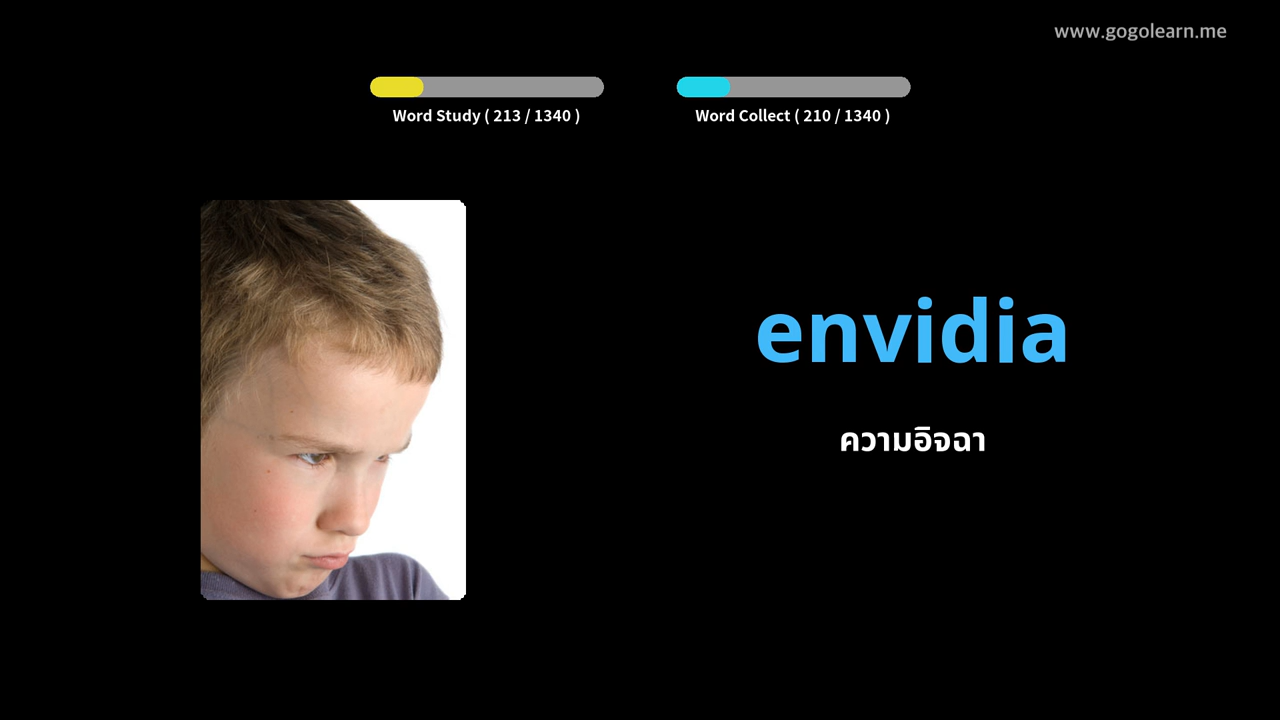 www.gogolearn.me
Word Study ( 213 / 1340 )
Word Collect ( 210 / 1340 )
envidia
ความอิจฉา